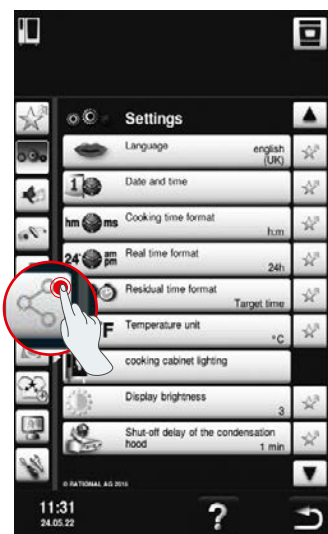 Settings
Language
english
(UK)
1
Date and time
hm ms
Cooking time format
h:m
24h am
pm
Real time format
24h
Residual time format
Target time
F
Temperature unit
°C
cooking cabinet lighting
Display brightness
3
Shut-off delay of the condensation
hood
1 min
© RATIONAL AG 2016
11:31
24.05.22
?